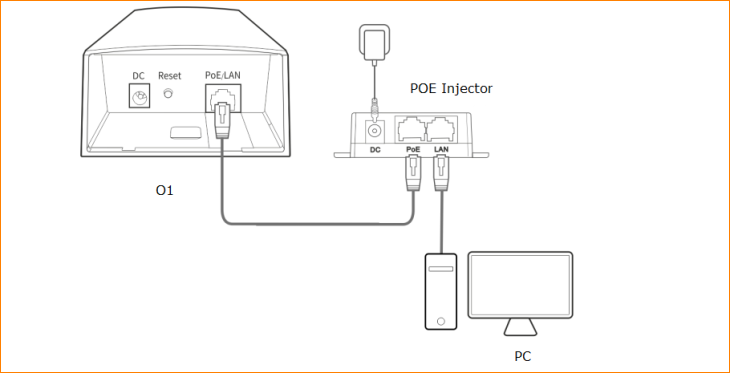 DC Reset PoE/LAN
POE Injector
DC PoE LAN
O1
PC